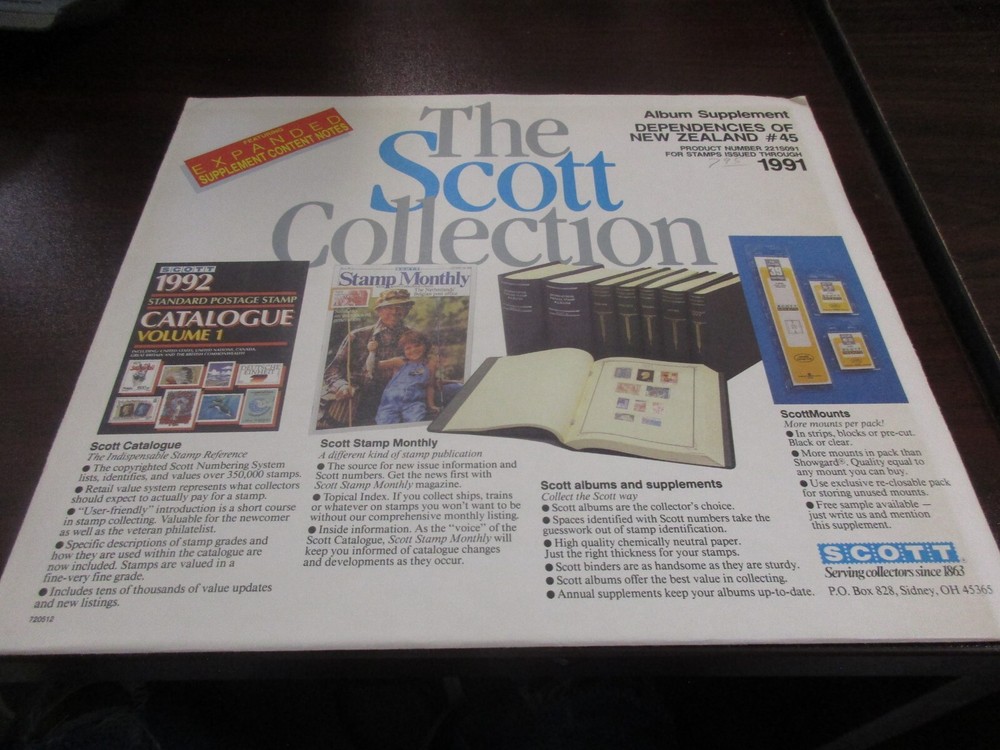 FEATURING
EXPANDED
SUPPLEMENT CONTENT NOTES
The
Scott
Collection
Album Supplement
DEPENDENCIES OF
NEW ZEALAND #45
PRODUCT NUMBER 221S091
FOR STAMPS ISSUED THROUGH
1991
SCOTT
1992
STANDARD POSTAGE STAMP
CATALOGUE
VOLUME 1
Stamp Monthly
39
Scott Catalogue
The Indispensable Stamp Reference
● The copyrighted Scott Numbering System
lists, identifies, and values over 350,000 stamps.
● Retail value system represents what collectors
should expect to actually pay for a stamp.
● "User-friendly" introduction is a short course
in stamp collecting. Valuable for the newcomer
as well as the veteran philatelist.
● Specific descriptions of stamp grades and
how they are used within the catalogue are
now included. Stamps are valued in a
fine-very fine grade.
● Includes tens of thousands of value updates
and new listings.
720512
Scott Stamp Monthly
A different kind of stamp publication
● The source for new issue information and
Scott numbers. Get the news first with
Scott Stamp Monthly magazine.
● Topical Index. If you collect ships, trains
or whatever on stamps you won't want to be
without our comprehensive monthly listing.
● Inside information. As the "voice" of the
Scott Catalogue, Scott Stamp Monthly will
keep you informed of catalogue changes
and developments as they occur.
Scott albums and supplements
Collect the Scott way
● Scott albums are the collector's choice.
● Spaces identified with Scott numbers take the
guesswork out of stamp identification.
● High quality chemically neutral paper.
Just the right thickness for your stamps.
● Scott binders are as handsome as they are sturdy.
● Scott albums offer the best value in collecting.
● Annual supplements keep your albums up-to-date.
ScottMounts
More mounts per pack!
● In strips, blocks or pre-cut.
Black or clear.
● More mounts in pack than
Showgard®. Quality equal to
any mount you can buy.
● Use exclusive re-closable pack
for storing unused mounts.
● Free sample available —
just write us and mention
this supplement.
SCOTT
Serving collectors since 1863
P.O. Box 828, Sidney, OH 45365